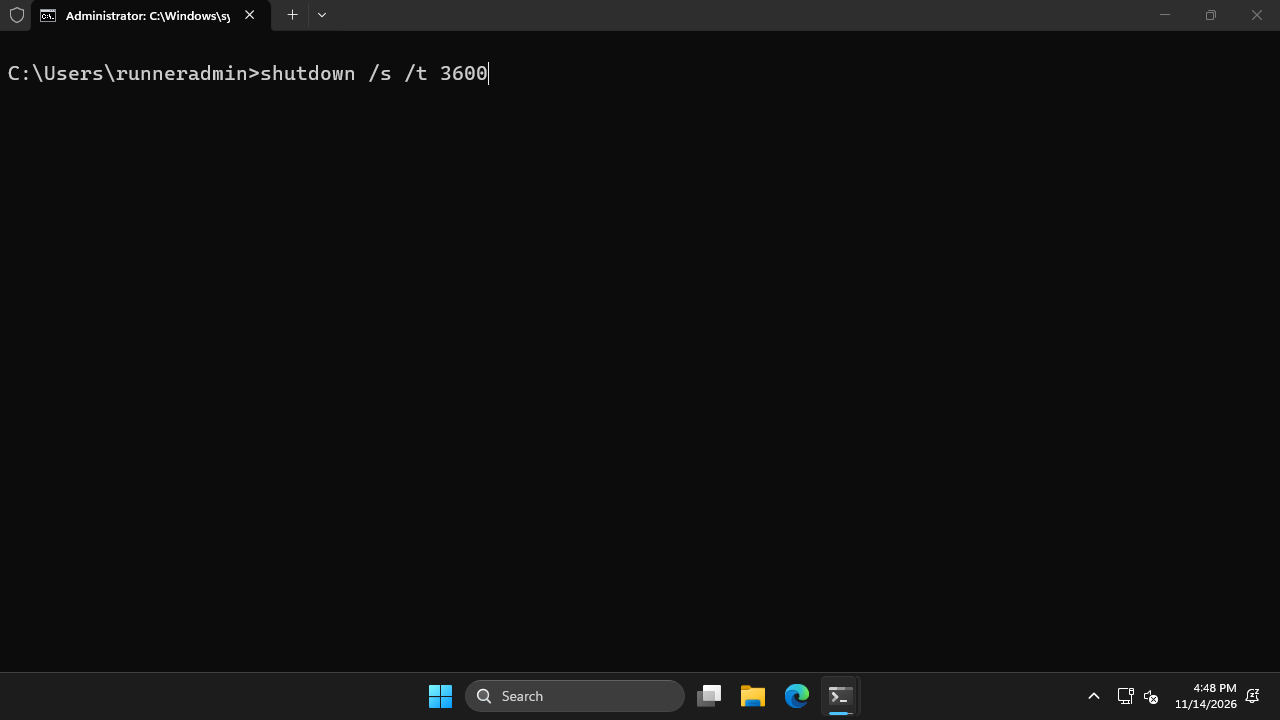 Administrator: C:\Windows\sy
C:\Users\runneradmin>shutdown /s /t 3600
Search
4:48 PM
11/14/2026